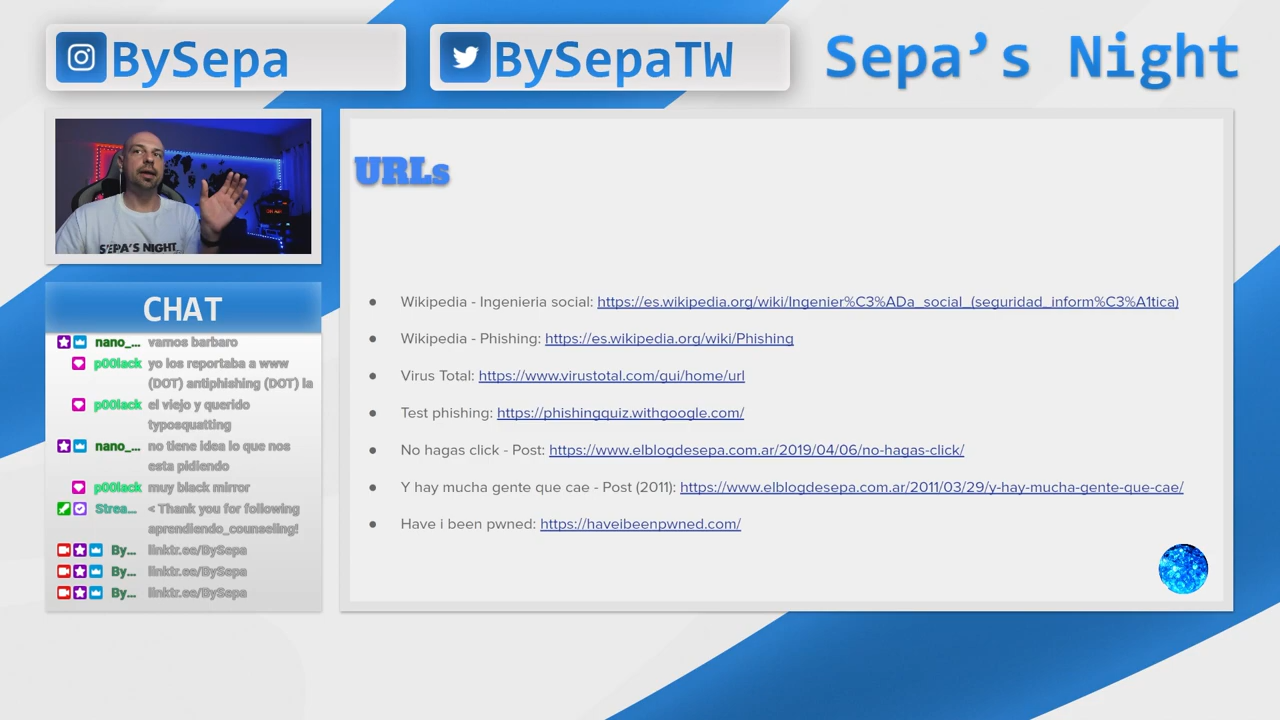 BySepa
BySepaTW
Sepa’s Night
SEPA'S NIGHT
CHAT
nano_... vamos barbaro
p00lack yo los reportaba a www
(DOT) antiphishing (DOT) la
p00lack el viejo y querido
typosquatting
nano_... no tiene idea lo que nos
esta pidiendo
p00lack muy black mirror
Strea... < Thank you for following
aprendiendo_counseling!
By... linktr.ee/BySepa
By... linktr.ee/BySepa
By... linktr.ee/BySepa
URLs
● Wikipedia - Ingenieria social: https://es.wikipedia.org/wiki/Ingenier%C3%ADa_social_(seguridad_inform%C3%A1tica)
● Wikipedia - Phishing: https://es.wikipedia.org/wiki/Phishing
● Virus Total: https://www.virustotal.com/gui/home/url
● Test phishing: https://phishingquiz.withgoogle.com/
● No hagas click - Post: https://www.elblogdesepa.com.ar/2019/04/06/no-hagas-click/
● Y hay mucha gente que cae - Post (2011): https://www.elblogdesepa.com.ar/2011/03/29/y-hay-mucha-gente-que-cae/
● Have i been pwned: https://haveibeenpwned.com/